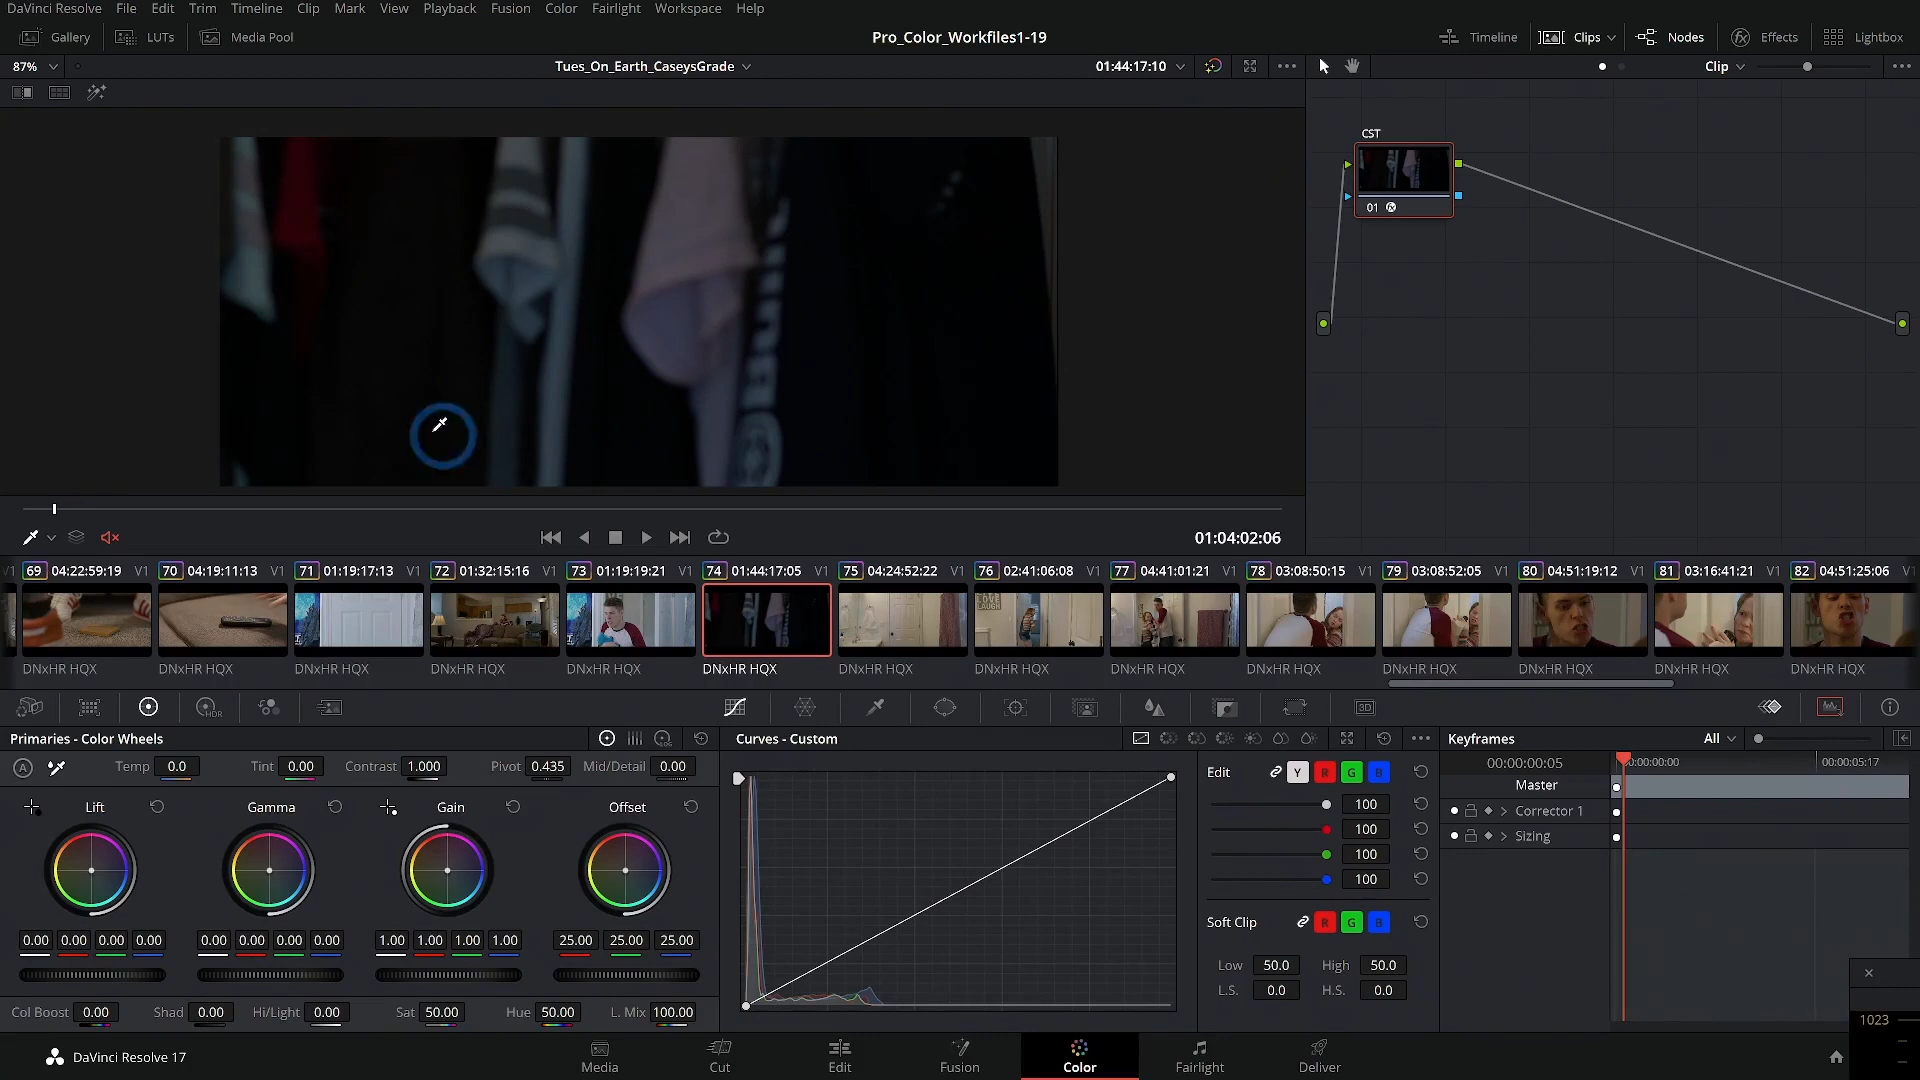 DaVinci Resolve File Edit Trim Timeline Clip Mark View Playback Fusion Color Fairlight Workspace Help
Gallery LUTs Media Pool Pro_Color_Workfiles1-19 Timeline Clips Nodes Effects Lightbox
87% Tues_On_Earth_CaseysGrade 01:44:17:10 Clip
CST
01
01:04:02:06
V1 69 04:22:59:19 V1 70 04:19:11:13 V1 71 01:19:17:13 V1 72 01:32:15:16 V1 73 01:19:19:21 V1 74 01:44:17:05 V1 75 04:24:52:22 V1 76 02:41:06:08 V1 77 04:41:01:21 V1 78 03:08:50:15 V1 79 03:08:52:05 V1 80 04:51:19:12 V1 81 03:16:41:21 V1 82 04:51:25:06 V1
LOVE
LAUGH
DNxHR HQX DNxHR HQX DNxHR HQX DNxHR HQX DNxHR HQX DNxHR HQX DNxHR HQX DNxHR HQX DNxHR HQX DNxHR HQX DNxHR HQX DNxHR HQX DNxHR HQX DNxHR HQX
HDR 3D
Primaries - Color Wheels Curves - Custom Keyframes All
A Temp 0.0 Tint 0.00 Contrast 1.000 Pivot 0.435 Mid/Detail 0.00
Edit Y R G B
00:00:00:05 00:00:00:00 00:00:05:17
Master
Lift Gamma Gain Offset
100
Corrector 1
100
Sizing
100
100
Soft Clip R G B
0.00 0.00 0.00 0.00 0.00 0.00 0.00 0.00 1.00 1.00 1.00 1.00 25.00 25.00 25.00
Low 50.0 High 50.0
L.S. 0.0 H.S. 0.0
Col Boost 0.00 Shad 0.00 Hi/Light 0.00 Sat 50.00 Hue 50.00 L. Mix 100.00
1023
DaVinci Resolve 17
Media Cut Edit Fusion Color Fairlight Deliver